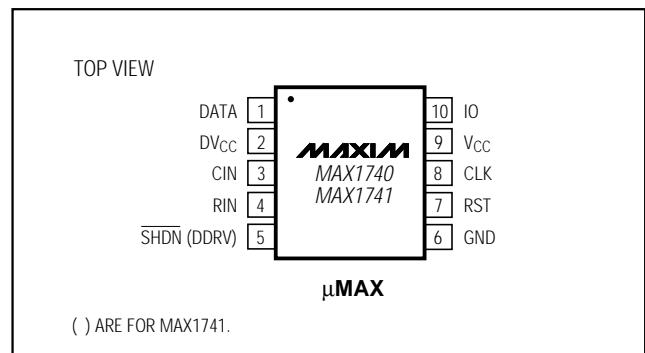 TOP VIEW
DATA 1
DVCC 2
CIN 3
RIN 4
SHDN (DDRV) 5
MAXIM
MAX1740
MAX1741
10 IO
9 VCC
8 CLK
7 RST
6 GND
µMAX
( ) ARE FOR MAX1741.